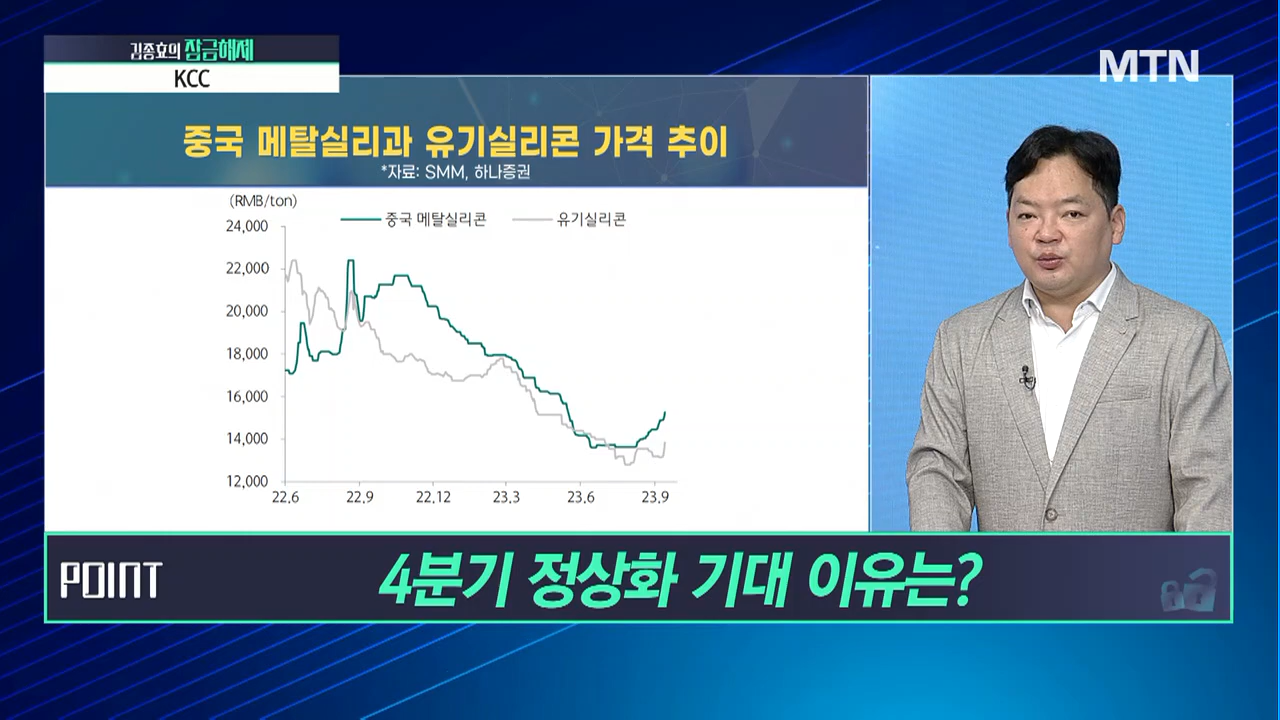 김종효의 잠금해제
KCC
MTN
중국 메탈실리과 유기실리콘 가격 추이
*자료: SMM, 하나증권
(RMB/ton)
중국 메탈실리콘 유기실리콘
24,000
22,000
20,000
18,000
16,000
14,000
12,000
22.6 22.9 22.12 23.3 23.6 23.9
POINT 4분기 정상화 기대 이유는?